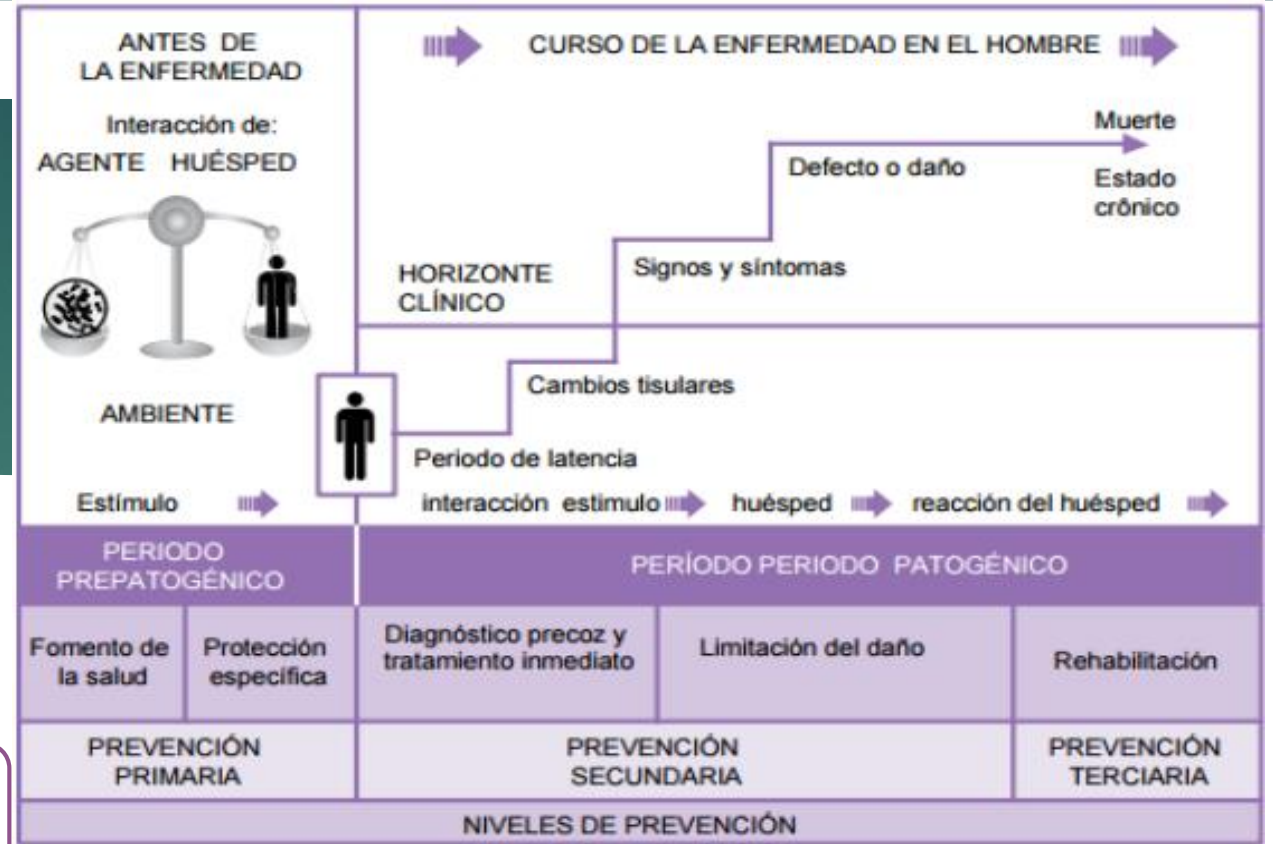 ANTES DE
LA ENFERMEDAD
Interacción de:
AGENTE HUÉSPED
AMBIENTE
Estímulo
CURSO DE LA ENFERMEDAD EN EL HOMBRE
Muerte
Defecto o daño
Estado
crônico
Signos y síntomas
HORIZONTE
CLÍNICO
Cambios tisulares
Periodo de latencia
interacción estimulo huésped reacción del huésped
PERIODO
PREPATOGÉNICO
PERÍODO PERIODO PATOGÉNICO
Fomento de
la salud
Protección
específica
Diagnóstico precoz y
tratamiento inmediato
Limitación del daño
Rehabilitación
PREVENCIÓN
PRIMARIA
PREVENCIÓN
SECUNDARIA
PREVENCIÓN
TERCIARIA
NIVELES DE PREVENCIÓN